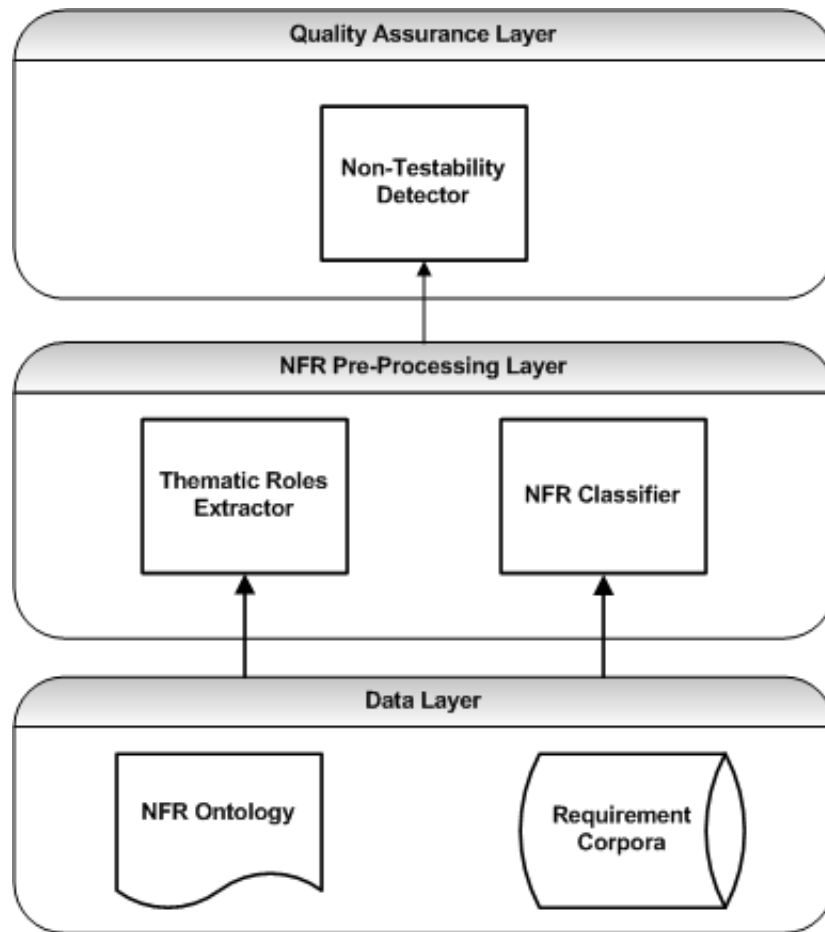 Quality Assurance Layer
Non-Testability
Detector
NFR Pre-Processing Layer
Thematic Roles
Extractor
NFR Classifier
Data Layer
NFR Ontology
Requirement
Corpora